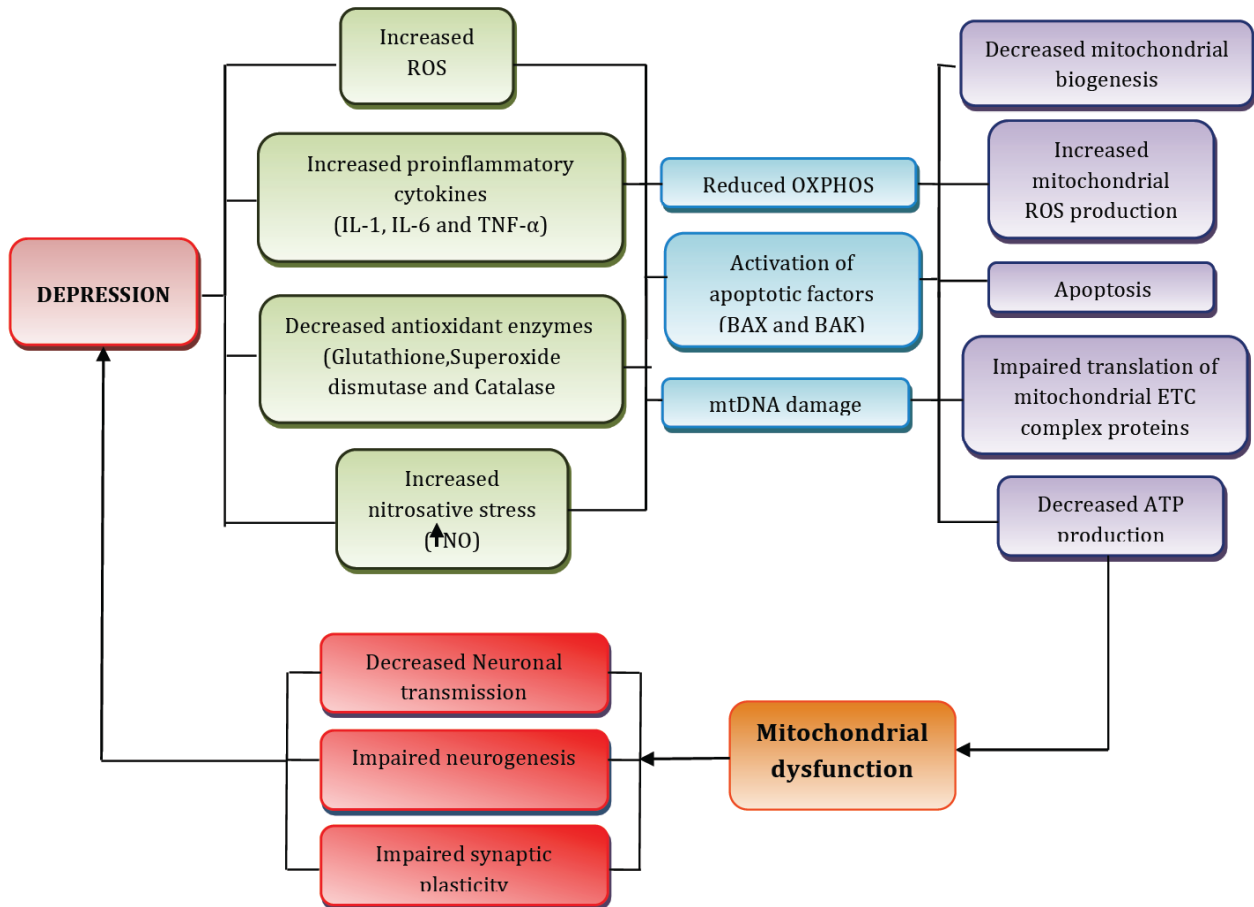 DEPRESSION
Increased
ROS
Increased proinflammatory
cytokines
(IL-1, IL-6 and TNF-α)
Decreased antioxidant enzymes
(Glutathione,Superoxide
dismutase and Catalase
Increased
nitrosative stress
(↑NO)
Reduced OXPHOS
Activation of
apoptotic factors
(BAX and BAK)
mtDNA damage
Decreased mitochondrial
biogenesis
Increased
mitochondrial
ROS production
Apoptosis
Impaired translation of
mitochondrial ETC
complex proteins
Decreased ATP
production
Mitochondrial
dysfunction
Decreased Neuronal
transmission
Impaired neurogenesis
Impaired synaptic
plasticity